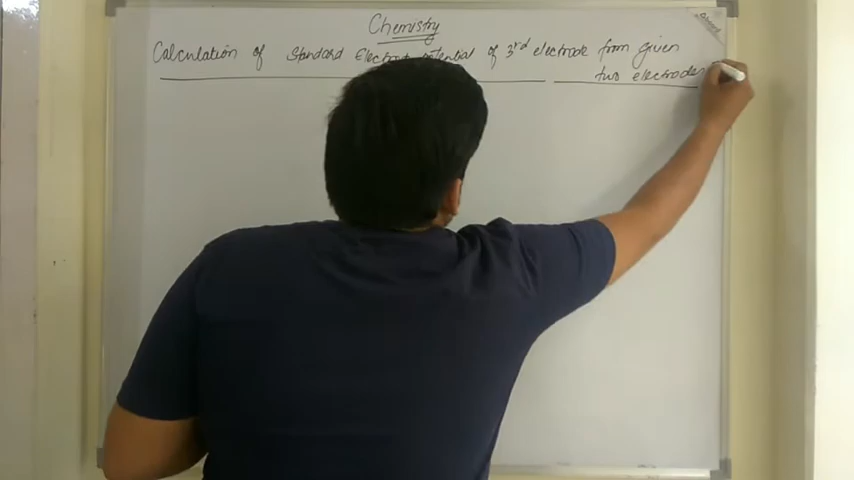 Chemistry
Calculation of Standard Electrode potential of 3rd electrode from given
two electrodes